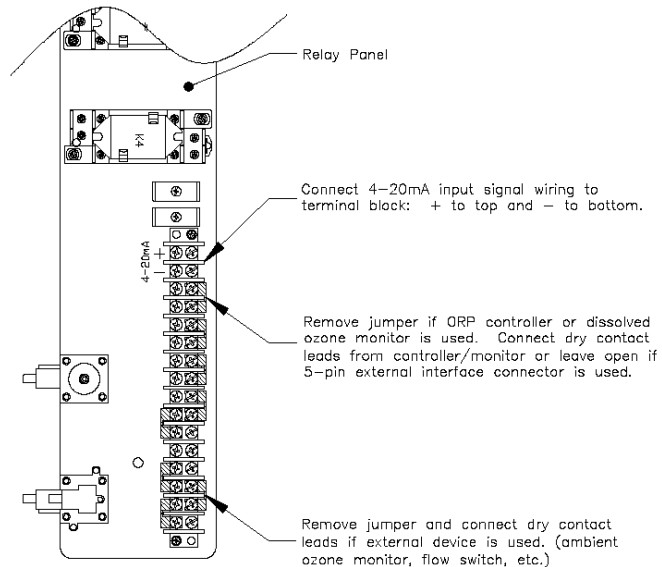 Relay Panel
K4
Connect 4-20mA input signal wiring to
terminal block: + to top and - to bottom.
4-20mA
+
-
Remove jumper if ORP controller or dissolved
ozone monitor is used. Connect dry contact
leads from controller/monitor or leave open if
5-pin external interface connector is used.
Remove jumper and connect dry contact
leads if external device is used. (ambient
ozone monitor, flow switch, etc.)